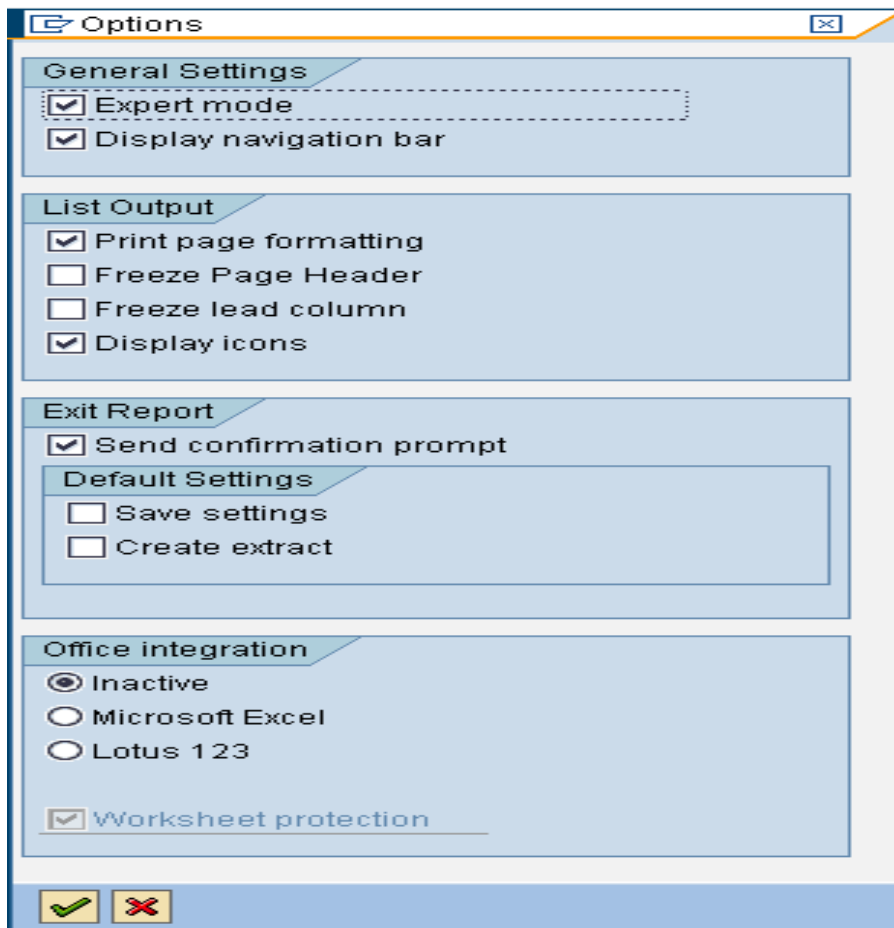 Options
General Settings
Expert mode
Display navigation bar
List Output
Print page formatting
Freeze Page Header
Freeze lead column
Display icons
Exit Report
Send confirmation prompt
Default Settings
Save settings
Create extract
Office integration
Inactive
Microsoft Excel
Lotus 123
Worksheet protection